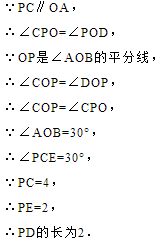 ∵PC∥OA,
∴∠CPO=∠POD,
∵OP是∠AOB的平分线,
∴∠COP=∠DOP,
∴∠COP=∠CPO,
∵∠AOB=30°,
∴∠PCE=30°,
∵PC=4,
∴PE=2,
∴PD的长为2.